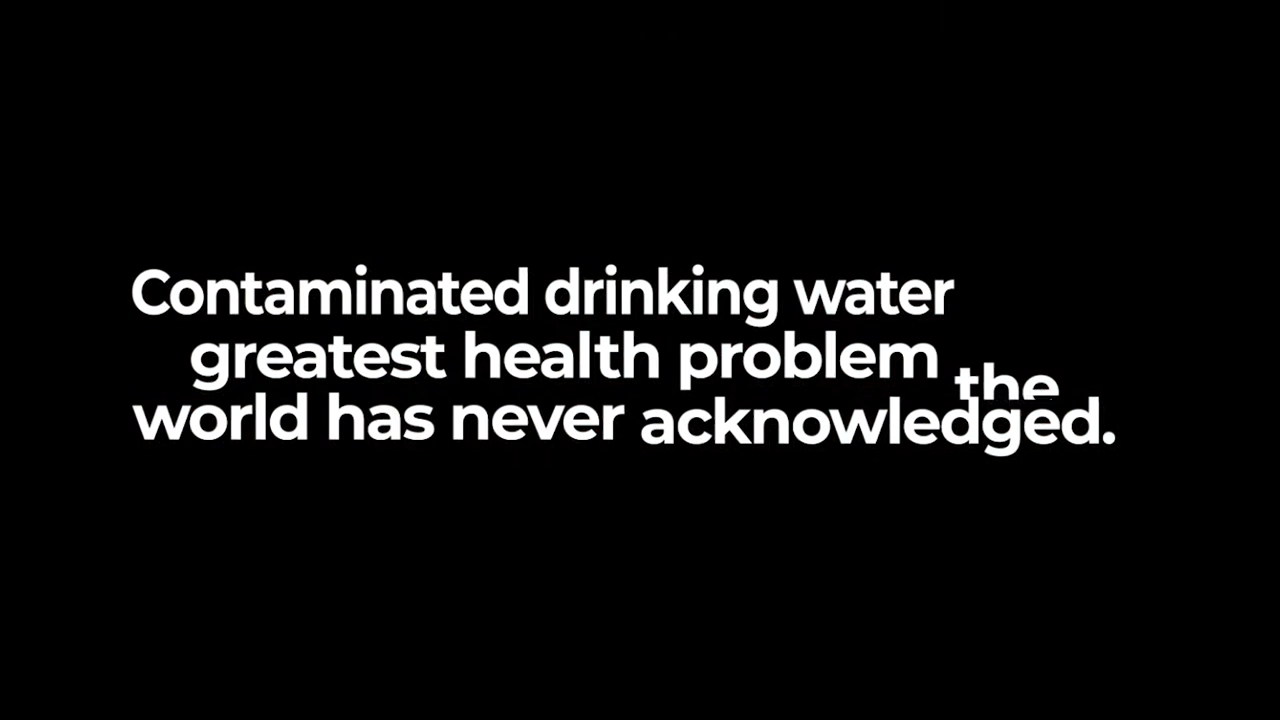 Contaminated drinking water
greatest health problem the
world has never acknowledged.